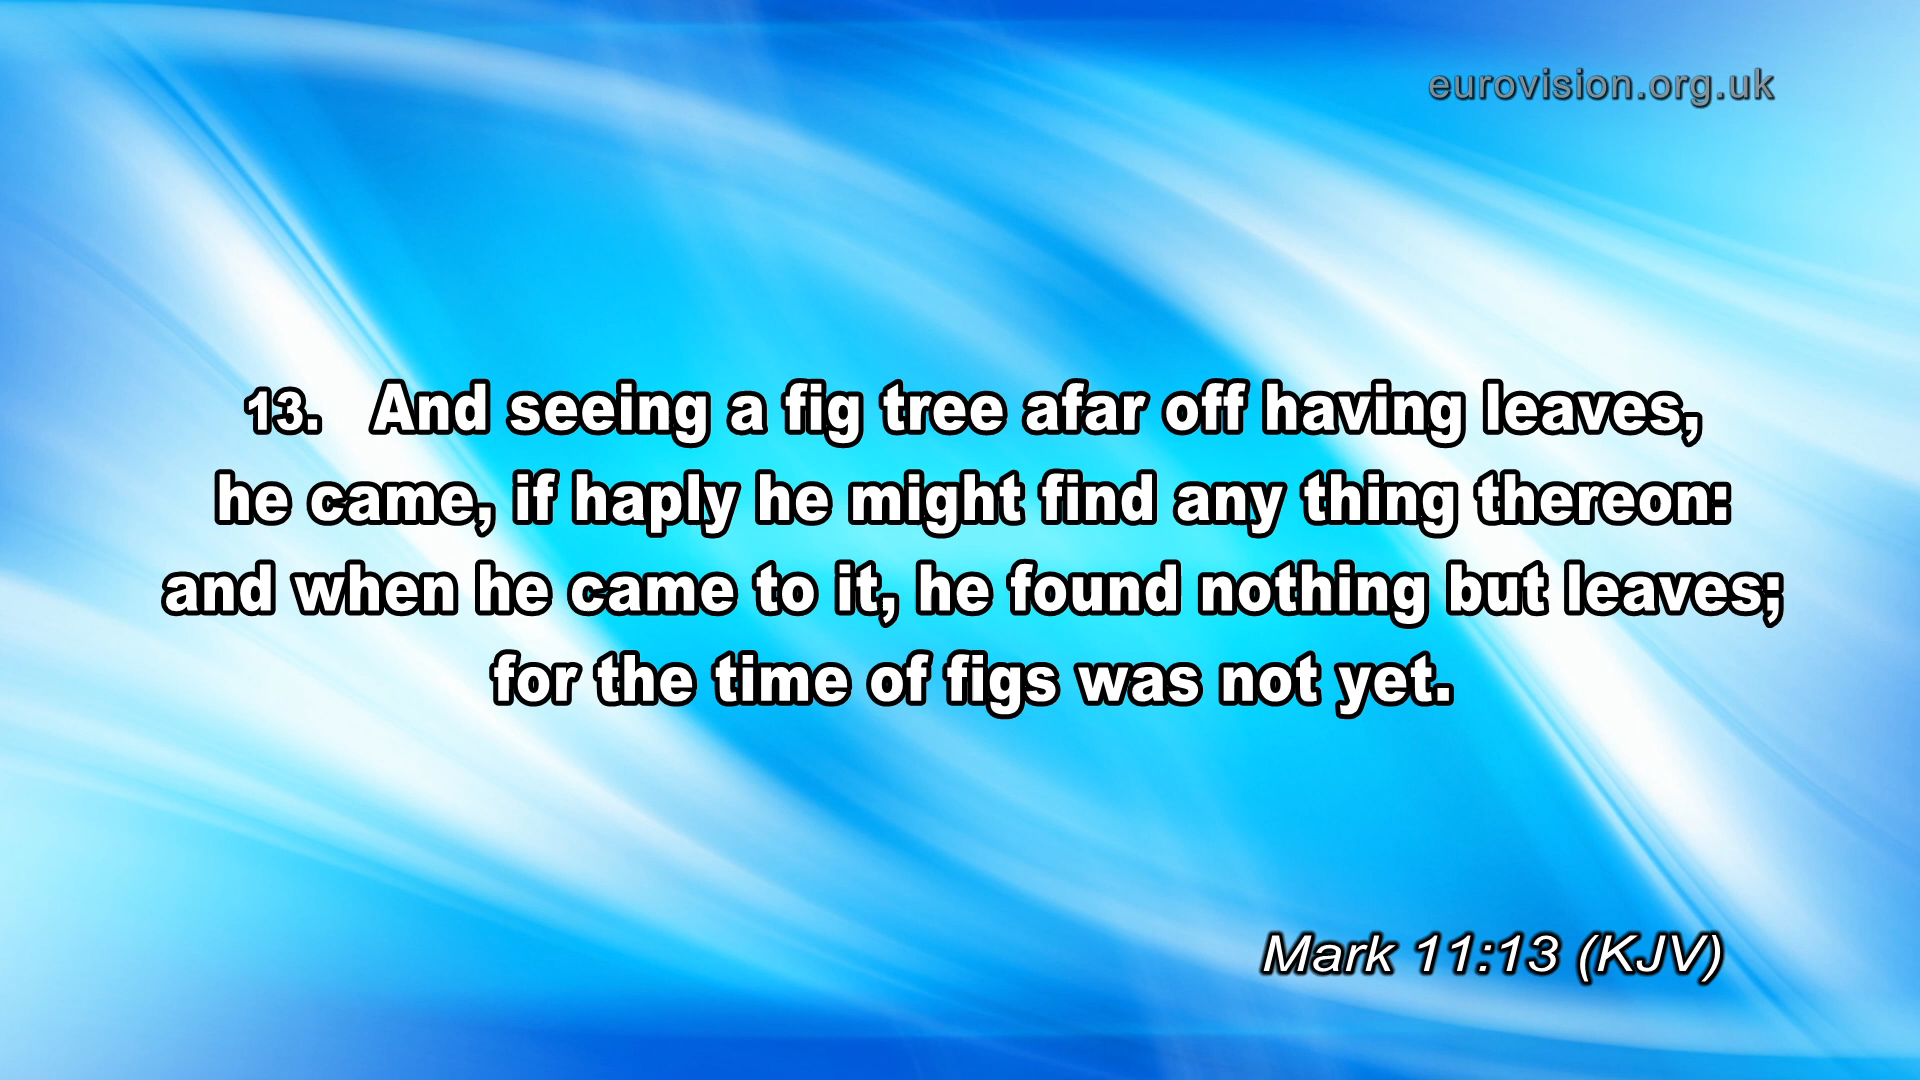 eurovision.org.uk
13. And seeing a fig tree afar off having leaves,
he came, if haply he might find any thing thereon:
and when he came to it, he found nothing but leaves;
for the time of figs was not yet.
Mark 11:13 (KJV)